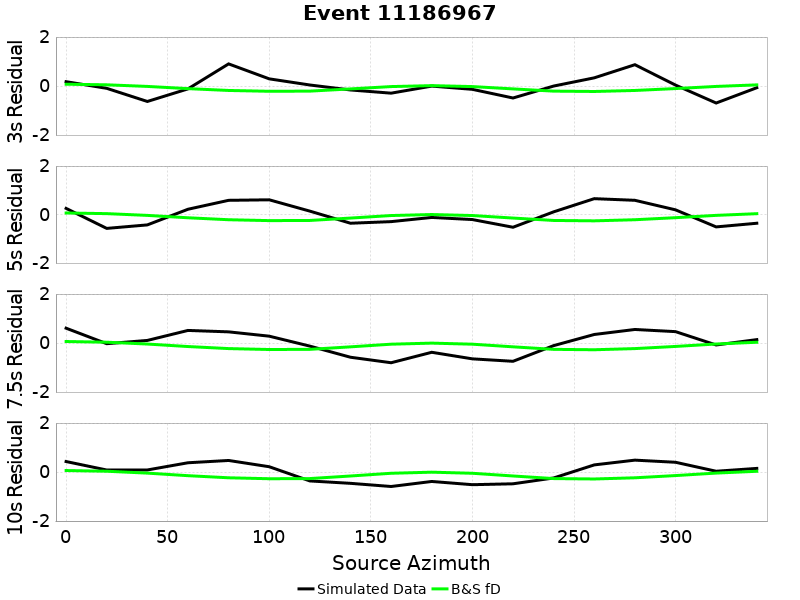 Event 11186967
3s Residual
2
0
-2
5s Residual
2
0
-2
7.5s Residual
2
0
-2
10s Residual
2
0
-2
0 50 100 150 200 250 300
Source Azimuth
Simulated Data B&S fD